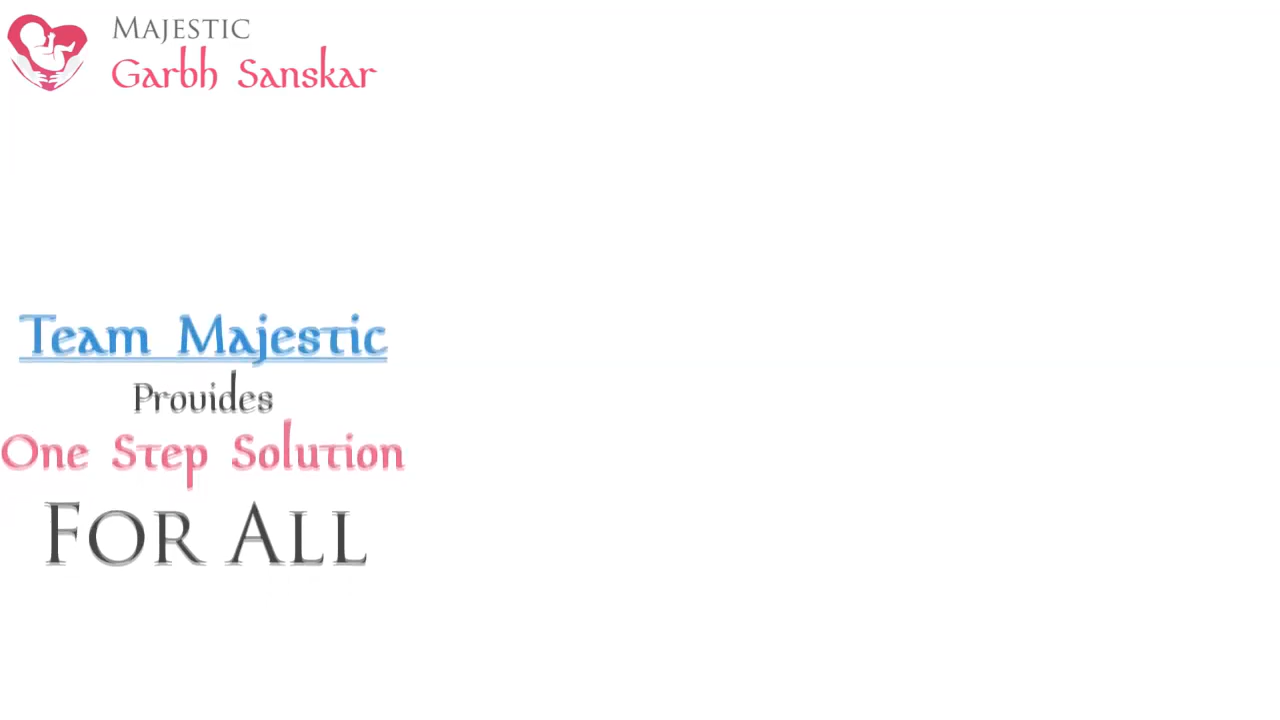 MAJESTIC
Garbh Sanskar
Team Majestic
Provides
One Step Solution
FOR ALL